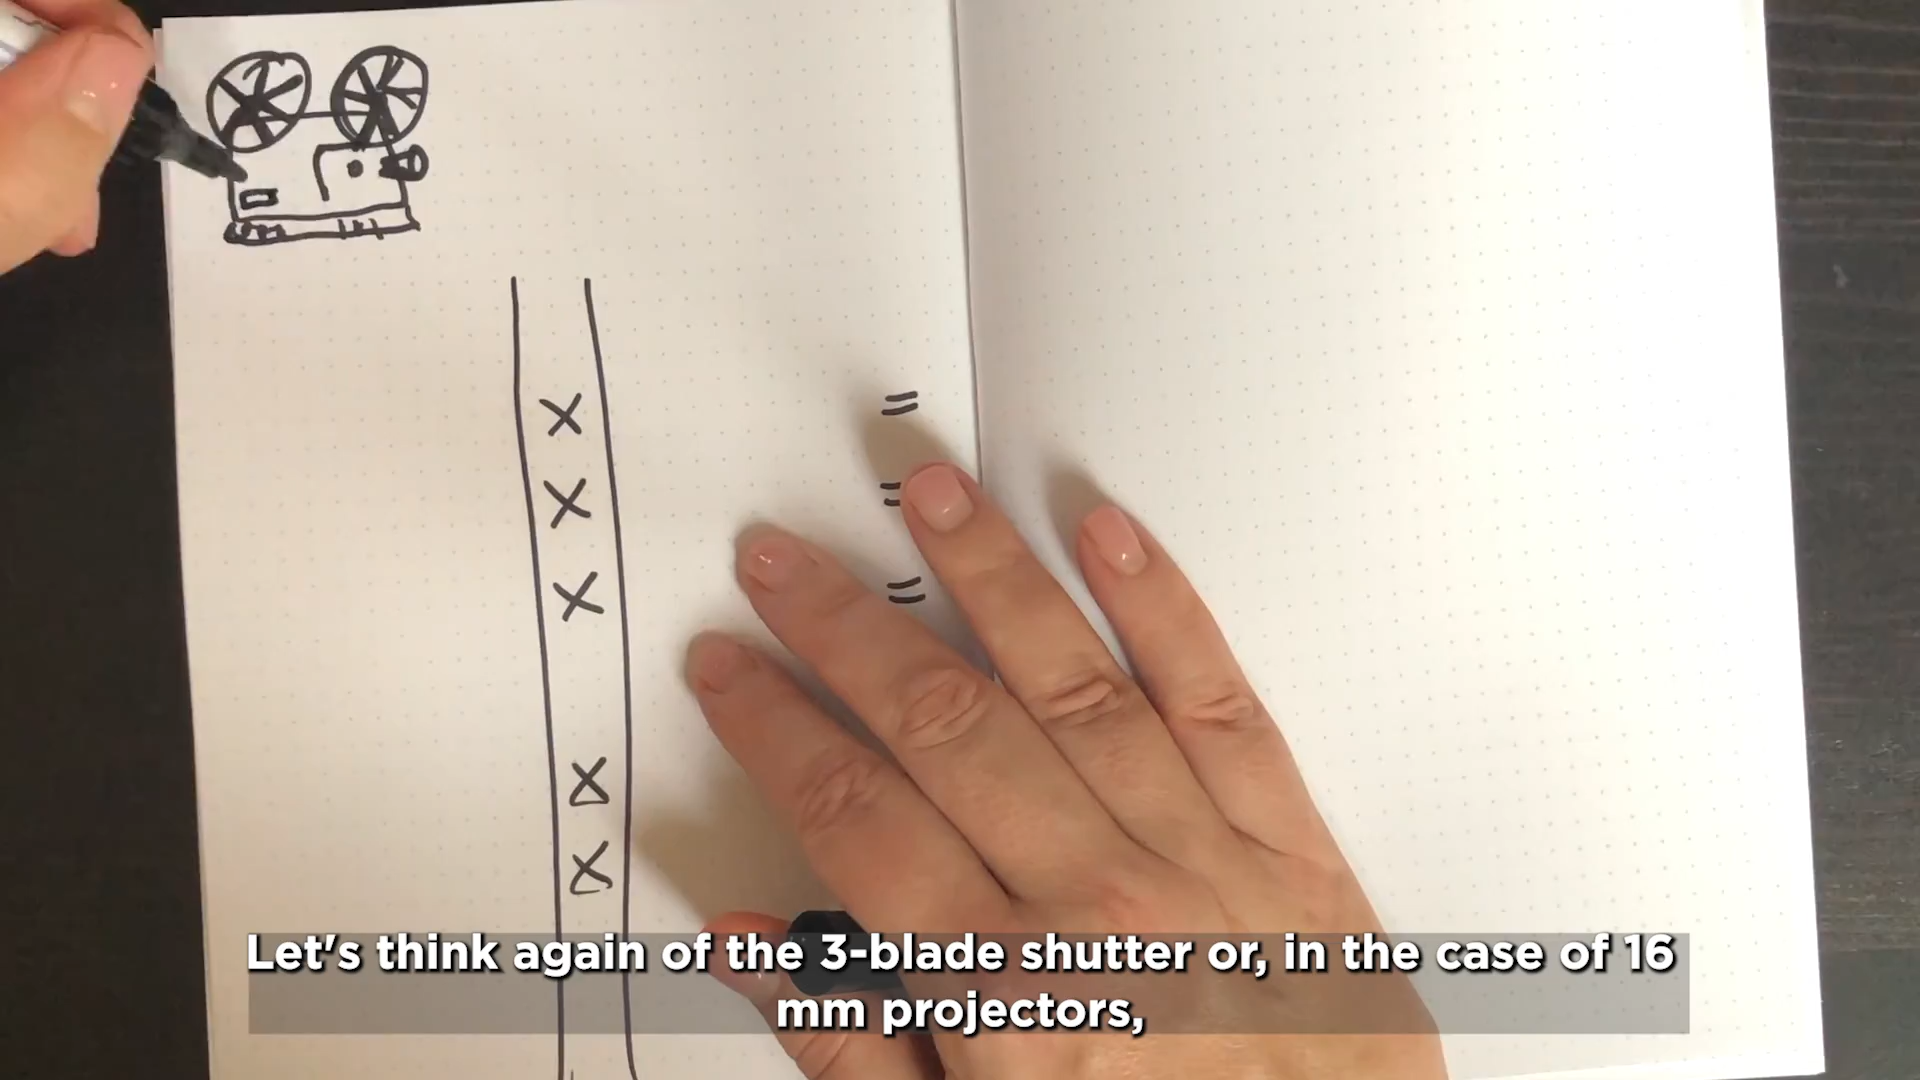 X
=
X
=
X
=
X
X
Let's think again of the 3-blade shutter or, in the case of 16
mm projectors,